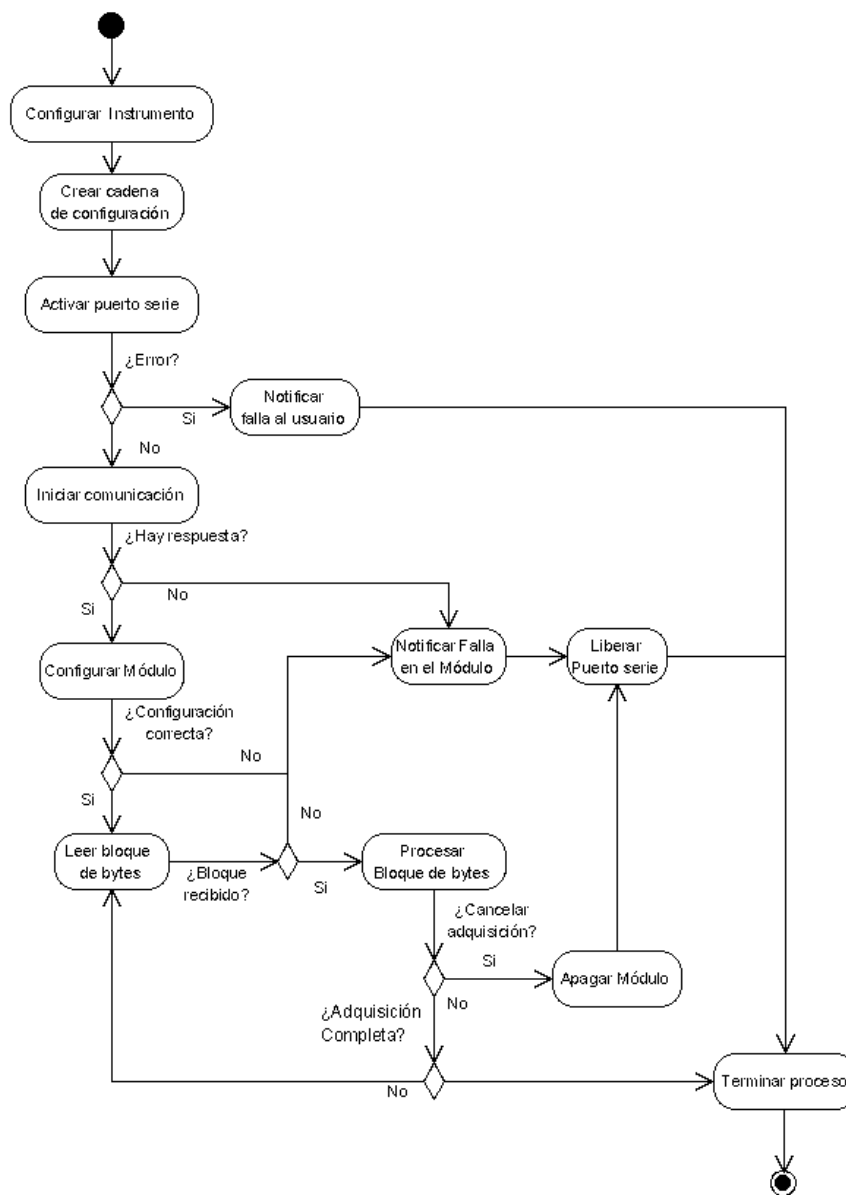 Configurar Instrumento
Crear cadena
de configuración
Activar puerto serie
¿Error?
Si
Notificar
falla al usuario
No
Iniciar comunicación
¿Hay respuesta?
No
Si
Configurar Módulo
Notificar Falla
en el Módulo
Liberar
Puerto serie
¿Configuración
correcta?
No
Si
No
Leer bloque
de bytes
¿Bloque
recibido?
Si
Procesar
Bloque de bytes
¿Cancelar
adquisición?
Si
Apagar Módulo
No
¿Adquisición
Completa?
No
Terminar proceso